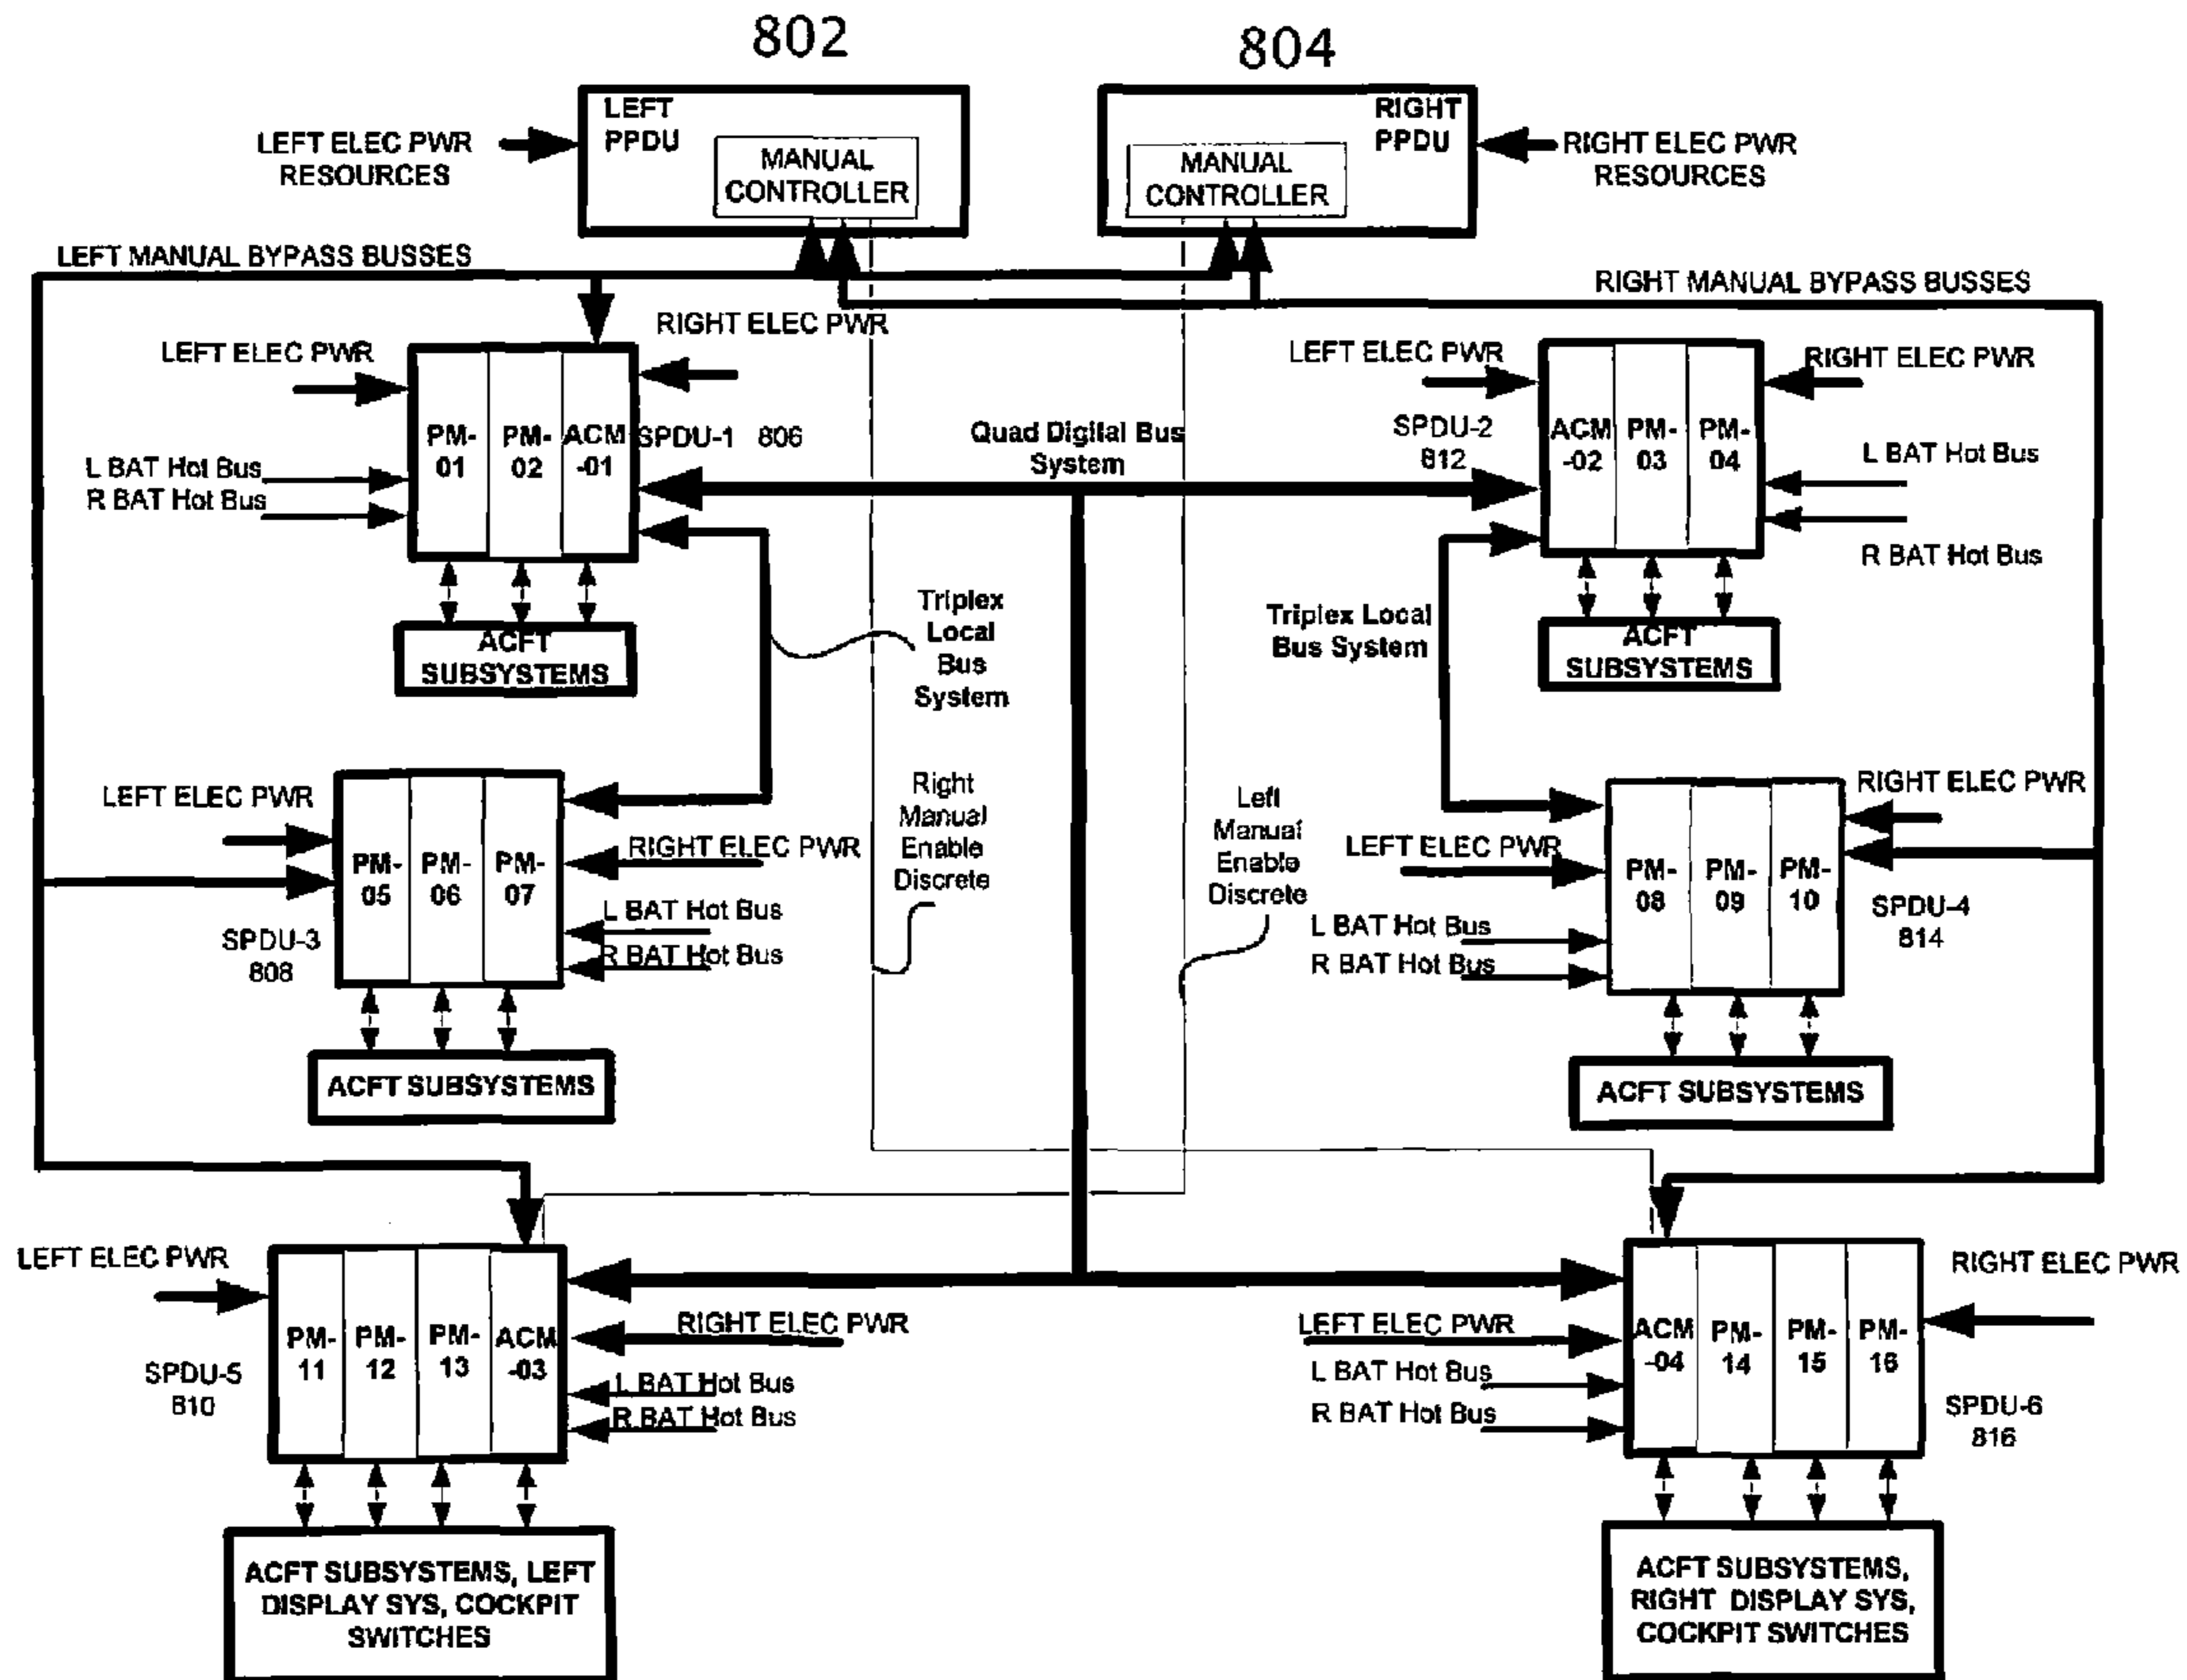 802
804
LEFT
PPDU
MANUAL
CONTROLLER
RIGHT
PPDU
MANUAL
CONTROLLER
LEFT ELEC PWR
RESOURCES
RIGHT ELEC PWR
RESOURCES
LEFT MANUAL BYPASS BUSSES
RIGHT MANUAL BYPASS BUSSES
LEFT ELEC PWR
RIGHT ELEC PWR
L BAT Hot Bus
R BAT Hot Bus
PM-
01
PM-
02
ACM
-01
SPDU-1 806
ACFT
SUBSYSTEMS
Quad Digital Bus
System
LEFT ELEC PWR
RIGHT ELEC PWR
SPDU-2
812
ACM
-02
PM-
03
PM-
04
L BAT Hot Bus
R BAT Hot Bus
ACFT
SUBSYSTEMS
Triplex
Local
Bus
System
Triplex Local
Bus System
LEFT ELEC PWR
PM-
05
PM-
06
PM-
07
RIGHT ELEC PWR
L BAT Hot Bus
R BAT Hot Bus
SPDU-3
808
ACFT SUBSYSTEMS
Right
Manual
Enable
Discrete
Left
Manual
Enable
Discrete
RIGHT ELEC PWR
LEFT ELEC PWR
L BAT Hot Bus
R BAT Hot Bus
PM-
08
PM-
09
PM-
10
SPDU-4
814
ACFT SUBSYSTEMS
LEFT ELEC PWR
SPDU-5
810
PM-
11
PM-
12
PM-
13
ACM
-03
RIGHT ELEC PWR
L BAT Hot Bus
R BAT Hot Bus
ACFT SUBSYSTEMS, LEFT
DISPLAY SYS, COCKPIT
SWITCHES
LEFT ELEC PWR
L BAT Hot Bus
R BAT Hot Bus
ACM
-04
PM-
14
PM-
15
PM-
16
RIGHT ELEC PWR
SPDU-6
816
ACFT SUBSYSTEMS,
RIGHT DISPLAY SYS,
COCKPIT SWITCHES